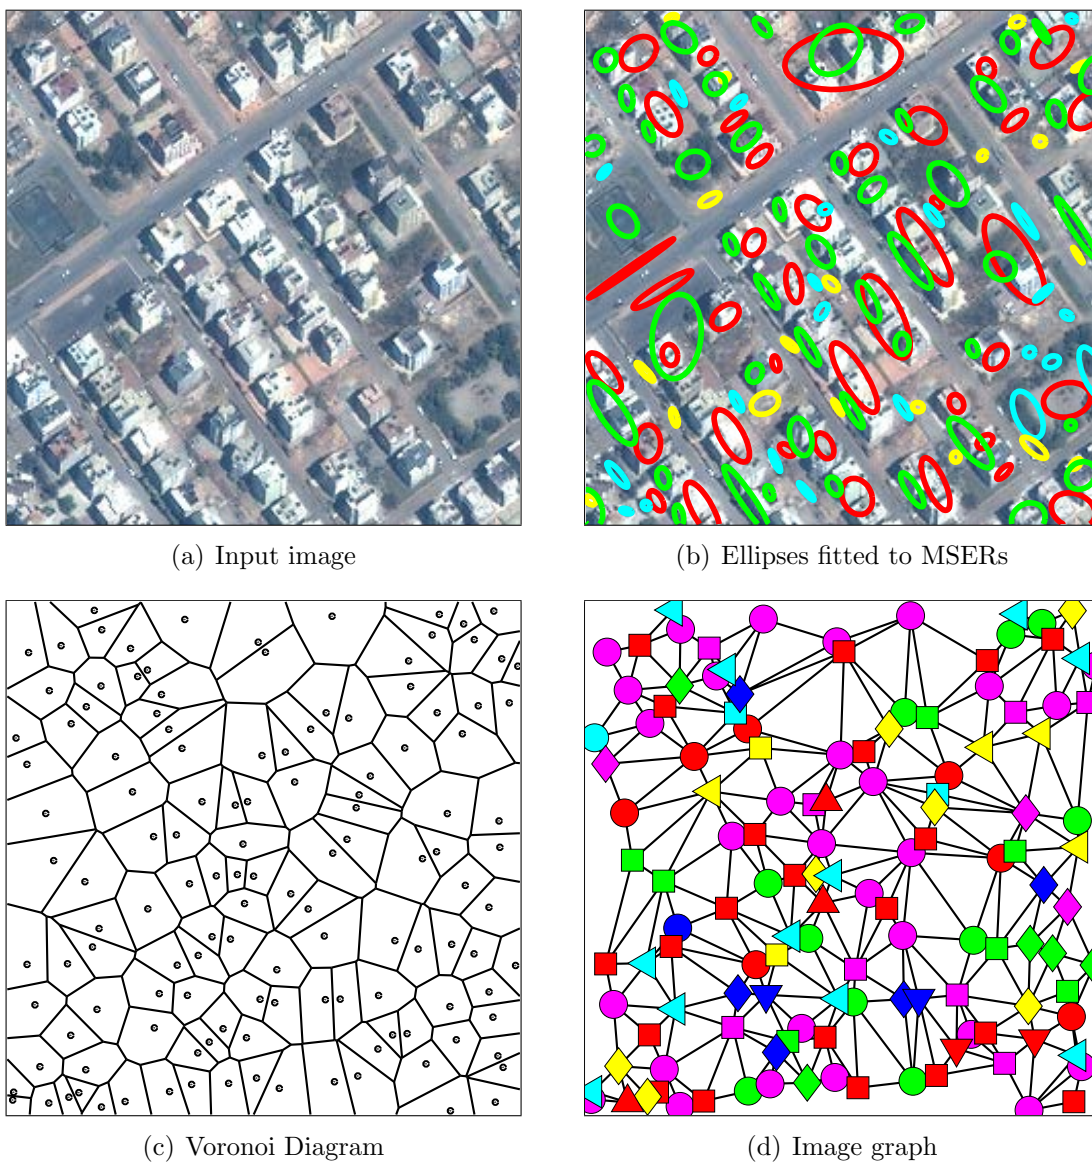 (a) Input image
(b) Ellipses fitted to MSERs
(c) Voronoi Diagram
(d) Image graph